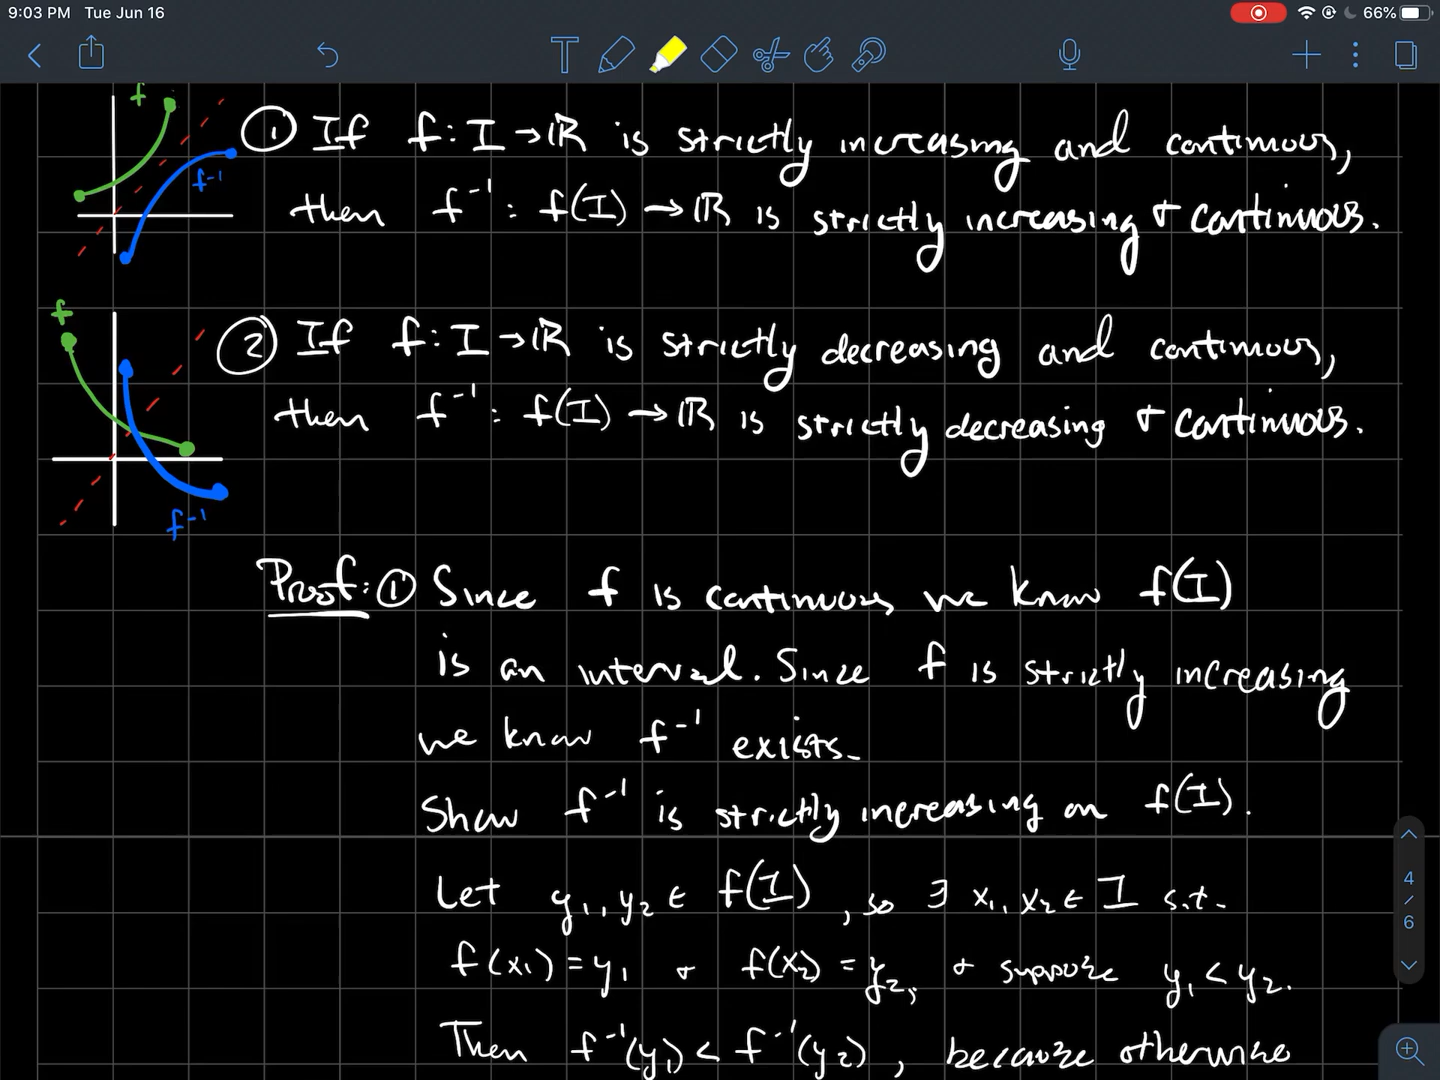 9:03 PM Tue Jun 16
66%
f
f⁻¹
① If f: I → ℝ is strictly increasing and continuous,
then f⁻¹: f(I) → ℝ is strictly increasing & continuous.
f
f⁻¹
② If f: I → ℝ is strictly decreasing and continuous,
then f⁻¹: f(I) → ℝ is strictly decreasing & continuous.
Proof: ① Since f is continuous we know f(I)
is an interval. Since f is strictly increasing
we know f⁻¹ exists.
Show f⁻¹ is strictly increasing on f(I).
Let y₁, y₂ ∈ f(I), so ∃ x₁, x₂ ∈ I s.t.
f(x₁) = y₁ & f(x₂) = y₂, & suppose y₁ < y₂.
Then f⁻¹(y₁) < f⁻¹(y₂), because otherwise
4
/
6